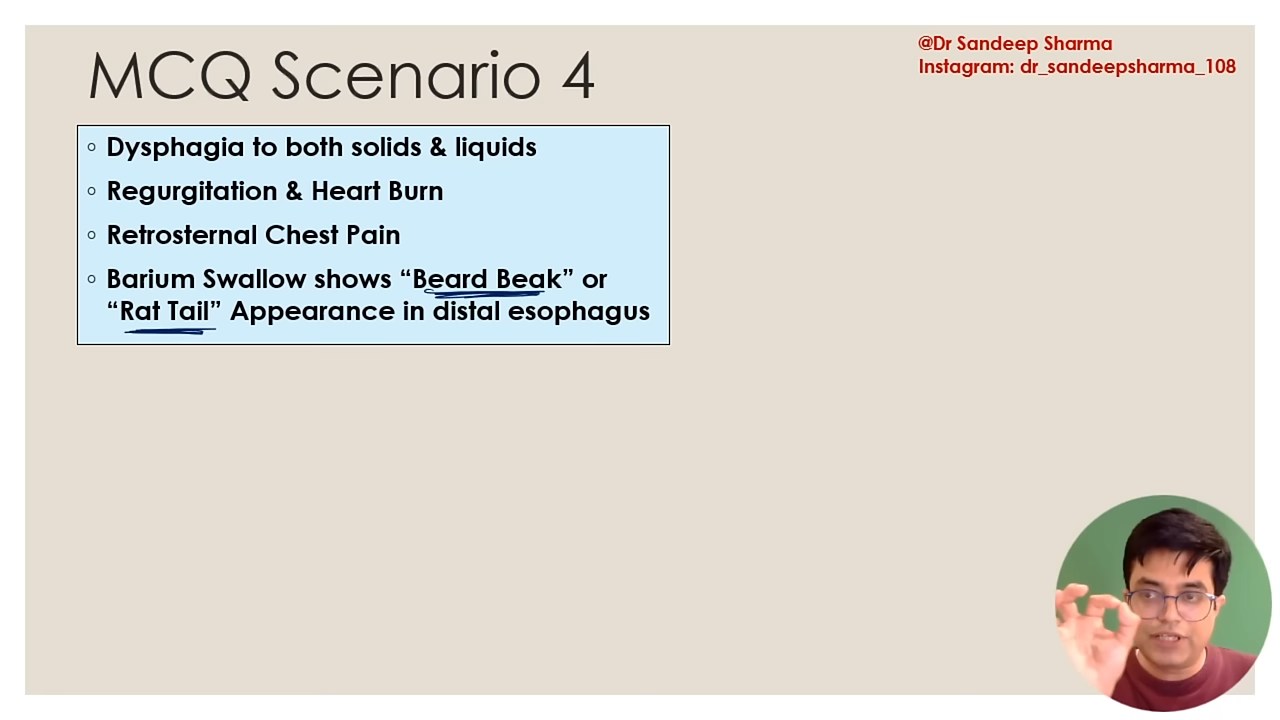 MCQ Scenario 4
@Dr Sandeep Sharma
Instagram: dr_sandeepsharma_108
◦ Dysphagia to both solids & liquids
◦ Regurgitation & Heart Burn
◦ Retrosternal Chest Pain
◦ Barium Swallow shows “Beard Beak” or
“Rat Tail” Appearance in distal esophagus